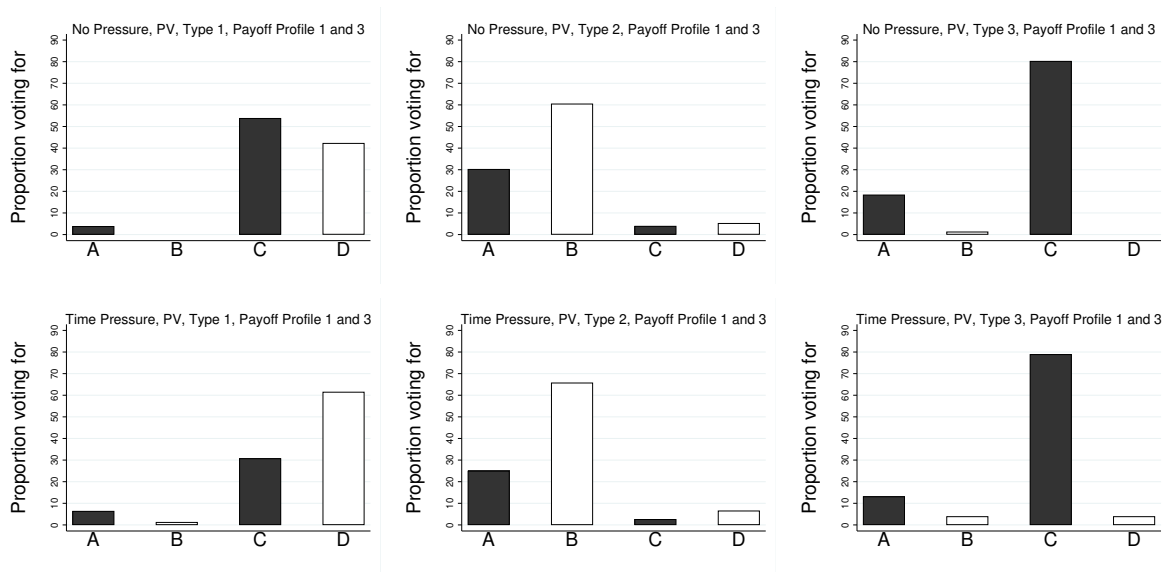 No Pressure, PV, Type 1, Payoff Profile 1 and 3
Proportion voting for
0 10 20 30 40 50 60 70 80 90
A B C D
No Pressure, PV, Type 2, Payoff Profile 1 and 3
Proportion voting for
0 10 20 30 40 50 60 70 80 90
A B C D
No Pressure, PV, Type 3, Payoff Profile 1 and 3
Proportion voting for
0 10 20 30 40 50 60 70 80 90
A B C D
Time Pressure, PV, Type 1, Payoff Profile 1 and 3
Proportion voting for
0 10 20 30 40 50 60 70 80 90
A B C D
Time Pressure, PV, Type 2, Payoff Profile 1 and 3
Proportion voting for
0 10 20 30 40 50 60 70 80 90
A B C D
Time Pressure, PV, Type 3, Payoff Profile 1 and 3
Proportion voting for
0 10 20 30 40 50 60 70 80 90
A B C D